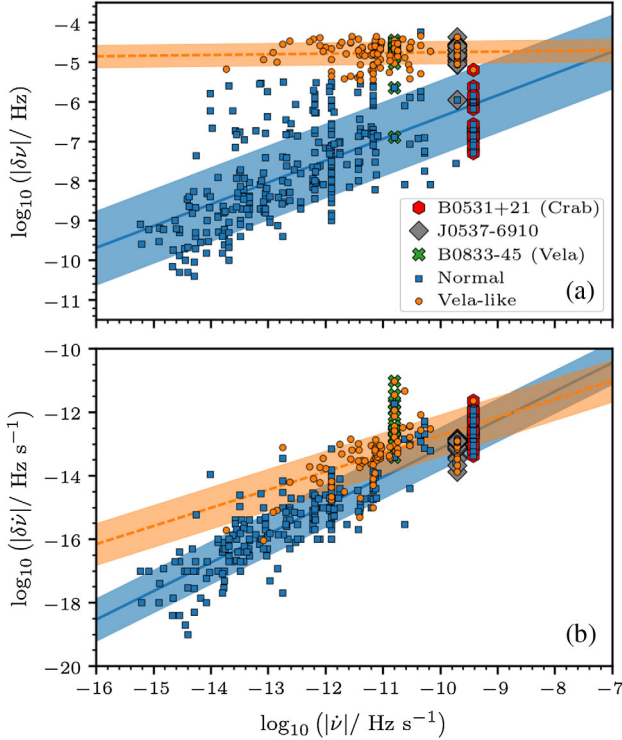 −4
−5
−6
−7
−8
−9
−10
−11
log₁₀ (|δν|/ Hz)
B0531+21 (Crab)
J0537-6910
B0833-45 (Vela)
Normal
Vela-like
(a)
−10
−12
−14
−16
−18
−20
log₁₀ (|δν̇|/ Hz s⁻¹)
(b)
−16 −15 −14 −13 −12 −11 −10 −9 −8 −7
log₁₀ (|ν̇|/ Hz s⁻¹)